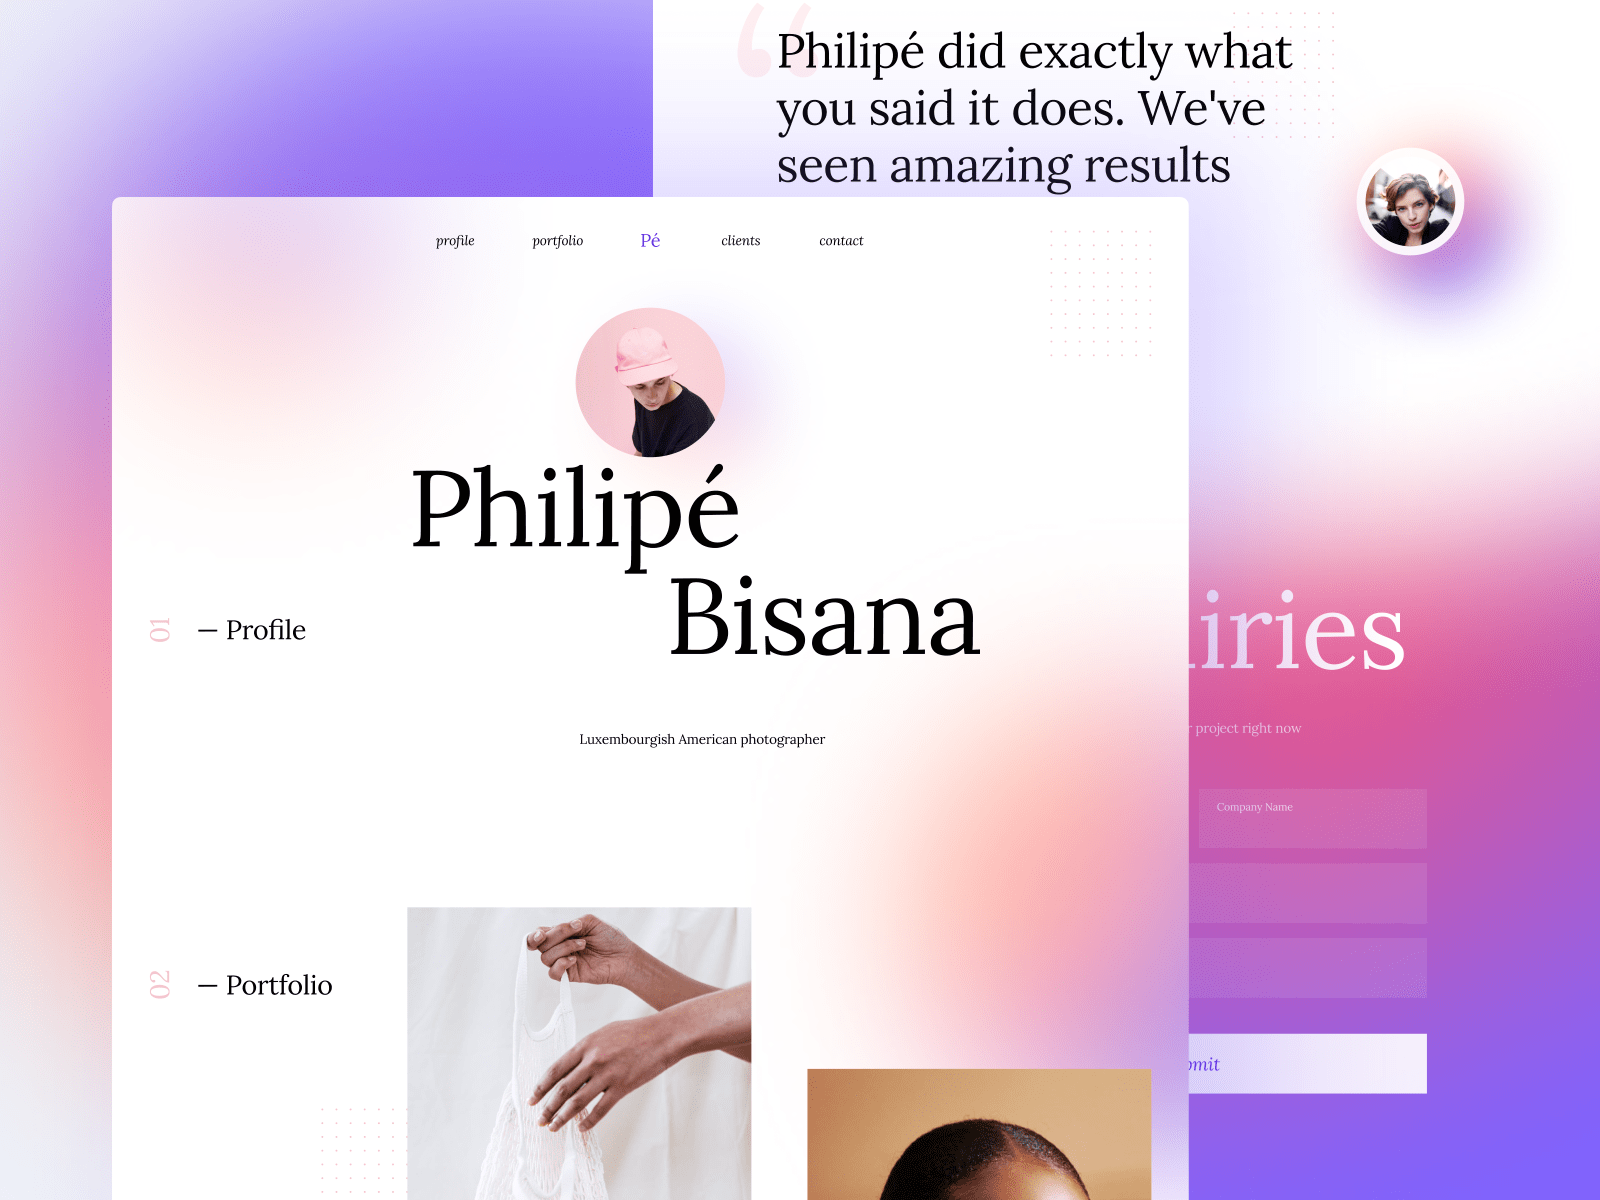 “
Philipé did exactly what
you said it does. We've
seen amazing results
profile
portfolio
Pé
clients
contact
Philipé
Bisana
01
— Profile
Luxembourgish American photographer
iries
project right now
Company Name
02
— Portfolio
mit